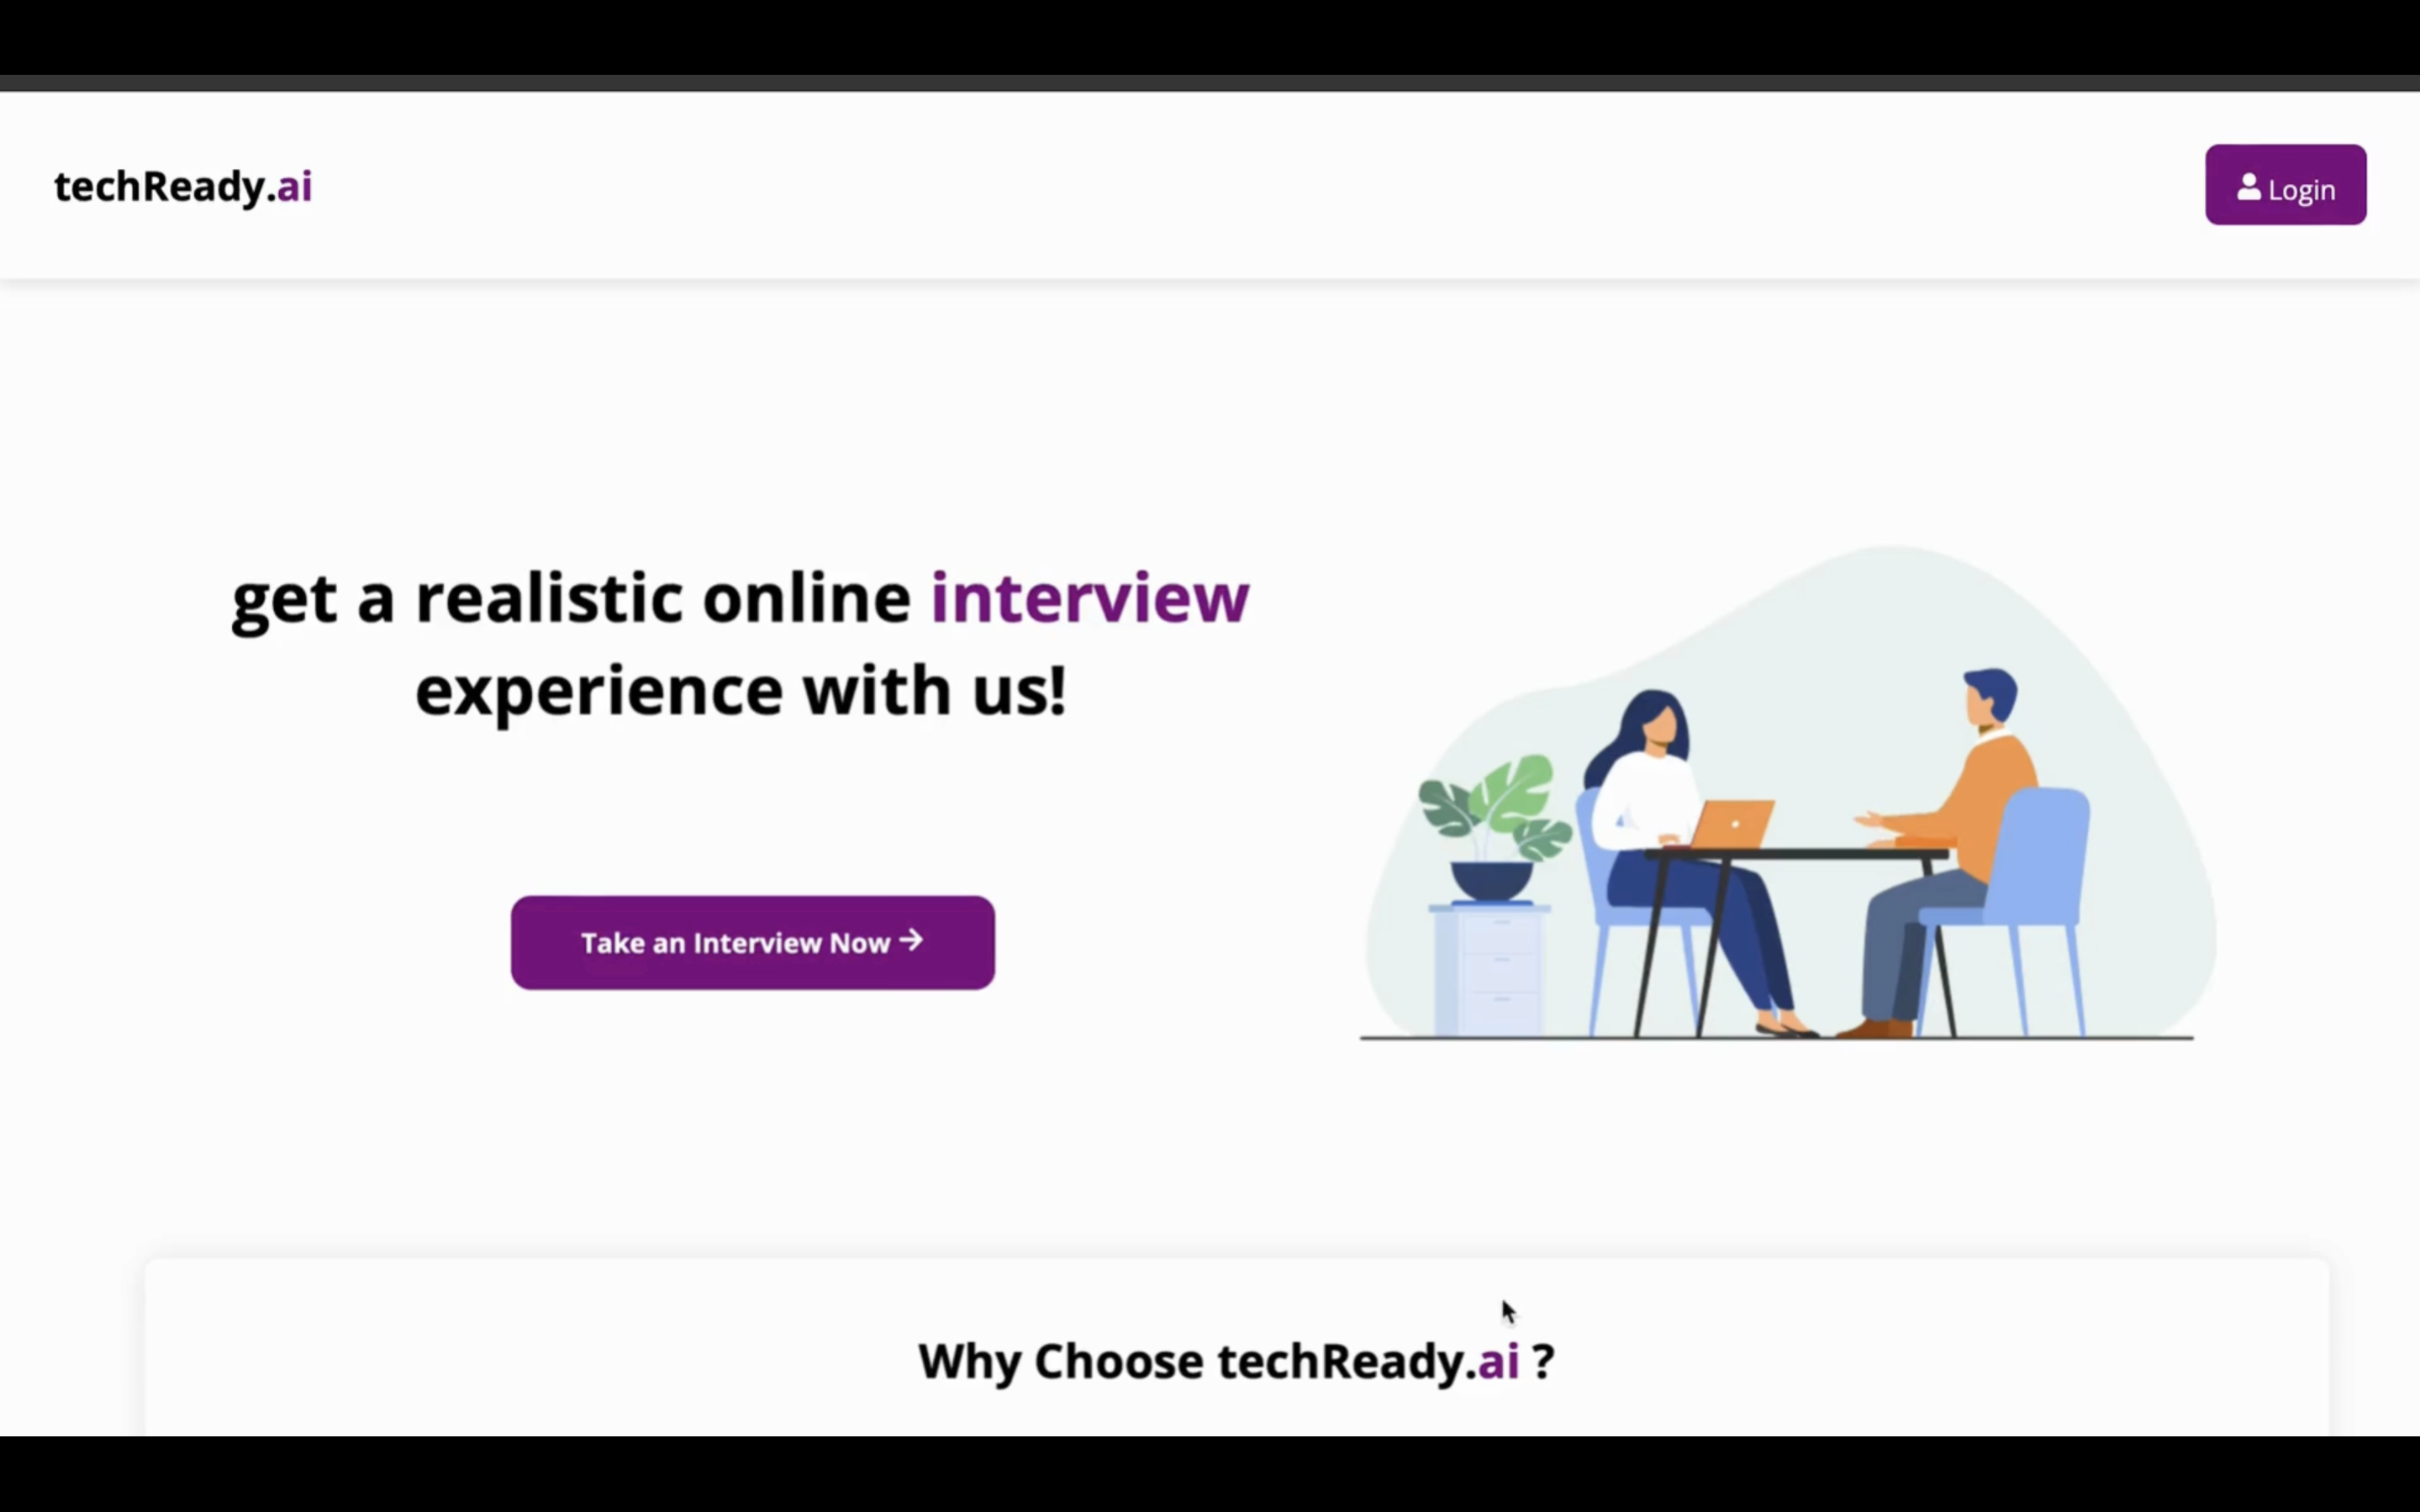 techReady.ai
Login
get a realistic online interview
experience with us!
Take an Interview Now
Why Choose techReady.ai ?